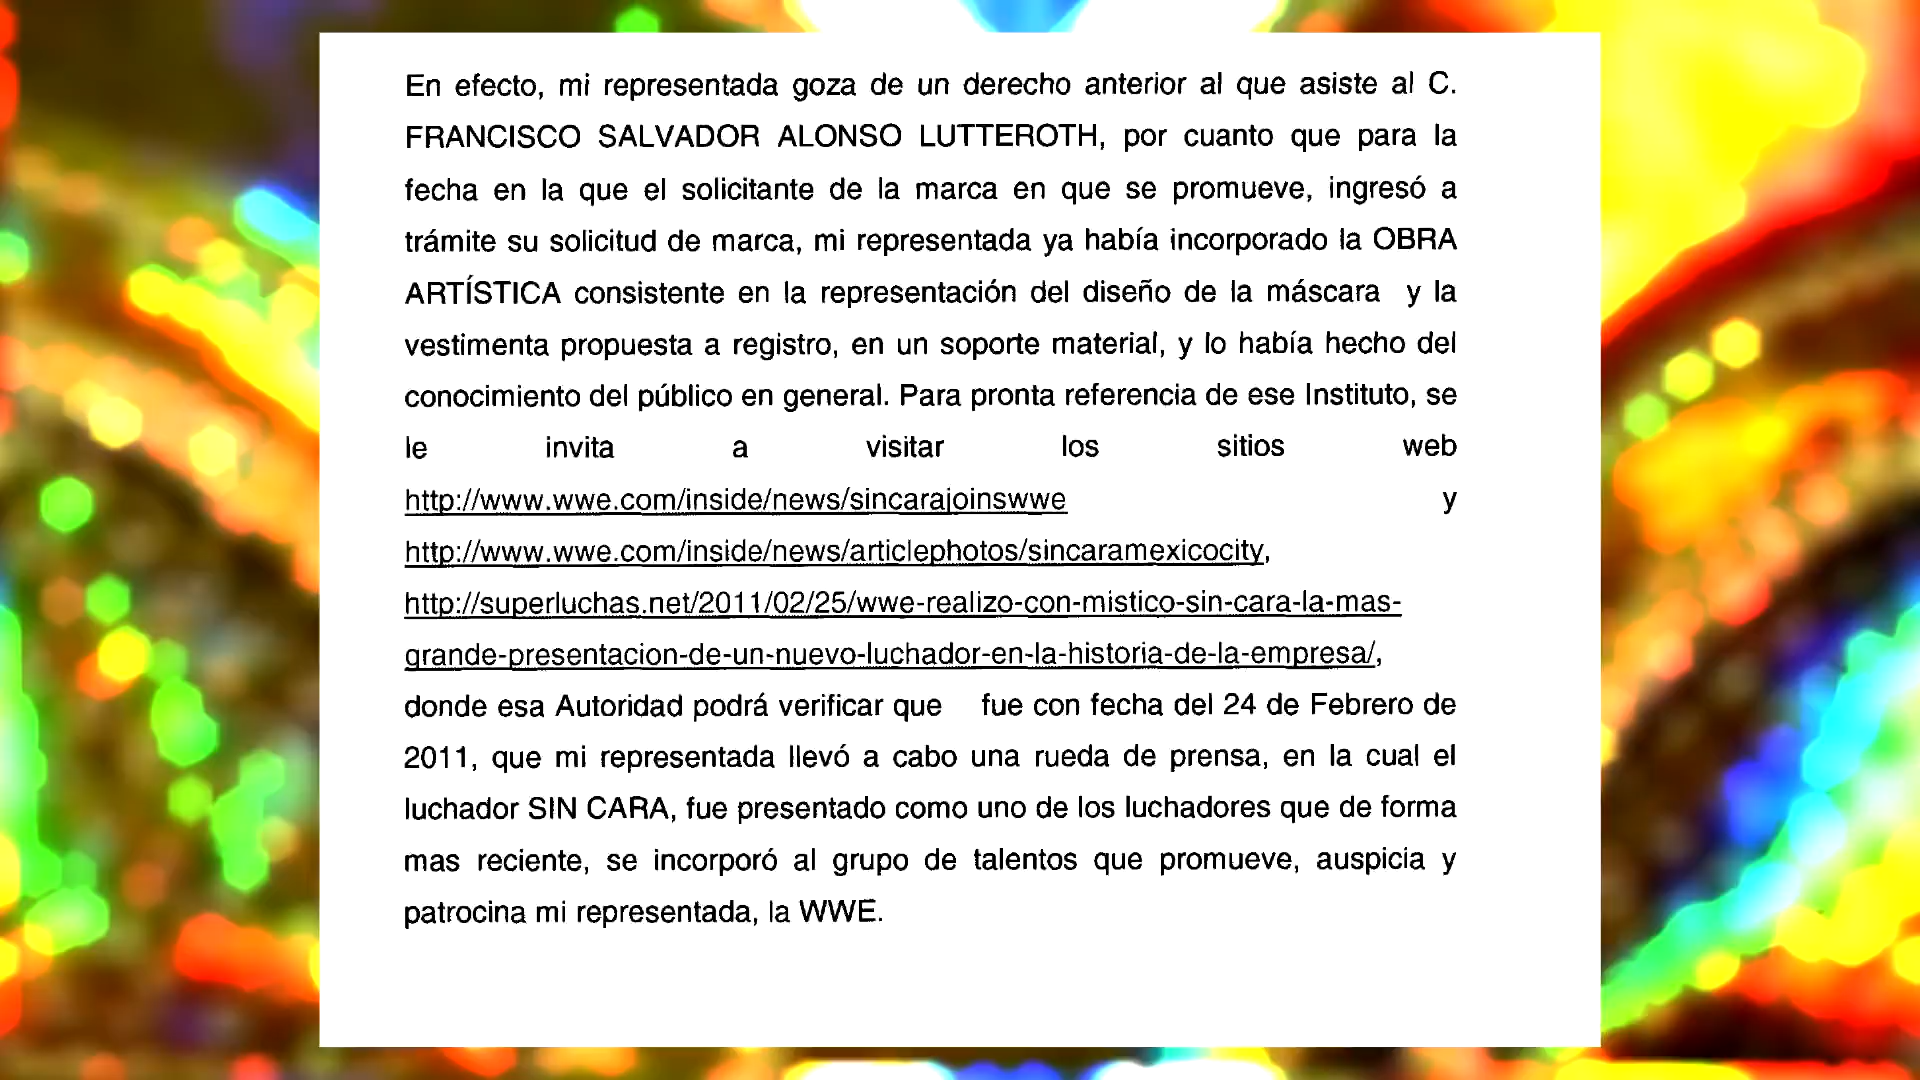 En efecto, mi representada goza de un derecho anterior al que asiste al C.
FRANCISCO SALVADOR ALONSO LUTTEROTH, por cuanto que para la
fecha en la que el solicitante de la marca en que se promueve, ingresó a
trámite su solicitud de marca, mi representada ya había incorporado la OBRA
ARTÍSTICA consistente en la representación del diseño de la máscara y la
vestimenta propuesta a registro, en un soporte material, y lo había hecho del
conocimiento del público en general. Para pronta referencia de ese Instituto, se
le invita a visitar los sitios web
http://www.wwe.com/inside/news/sincarajoinswwe y
http://www.wwe.com/inside/news/articlephotos/sincaramexicocity,
http://superluchas.net/2011/02/25/wwe-realizo-con-mistico-sin-cara-la-mas-
grande-presentacion-de-un-nuevo-luchador-en-la-historia-de-la-empresa/,
donde esa Autoridad podrá verificar que fue con fecha del 24 de Febrero de
2011, que mi representada llevó a cabo una rueda de prensa, en la cual el
luchador SIN CARA, fue presentado como uno de los luchadores que de forma
mas reciente, se incorporó al grupo de talentos que promueve, auspicia y
patrocina mi representada, la WWE.